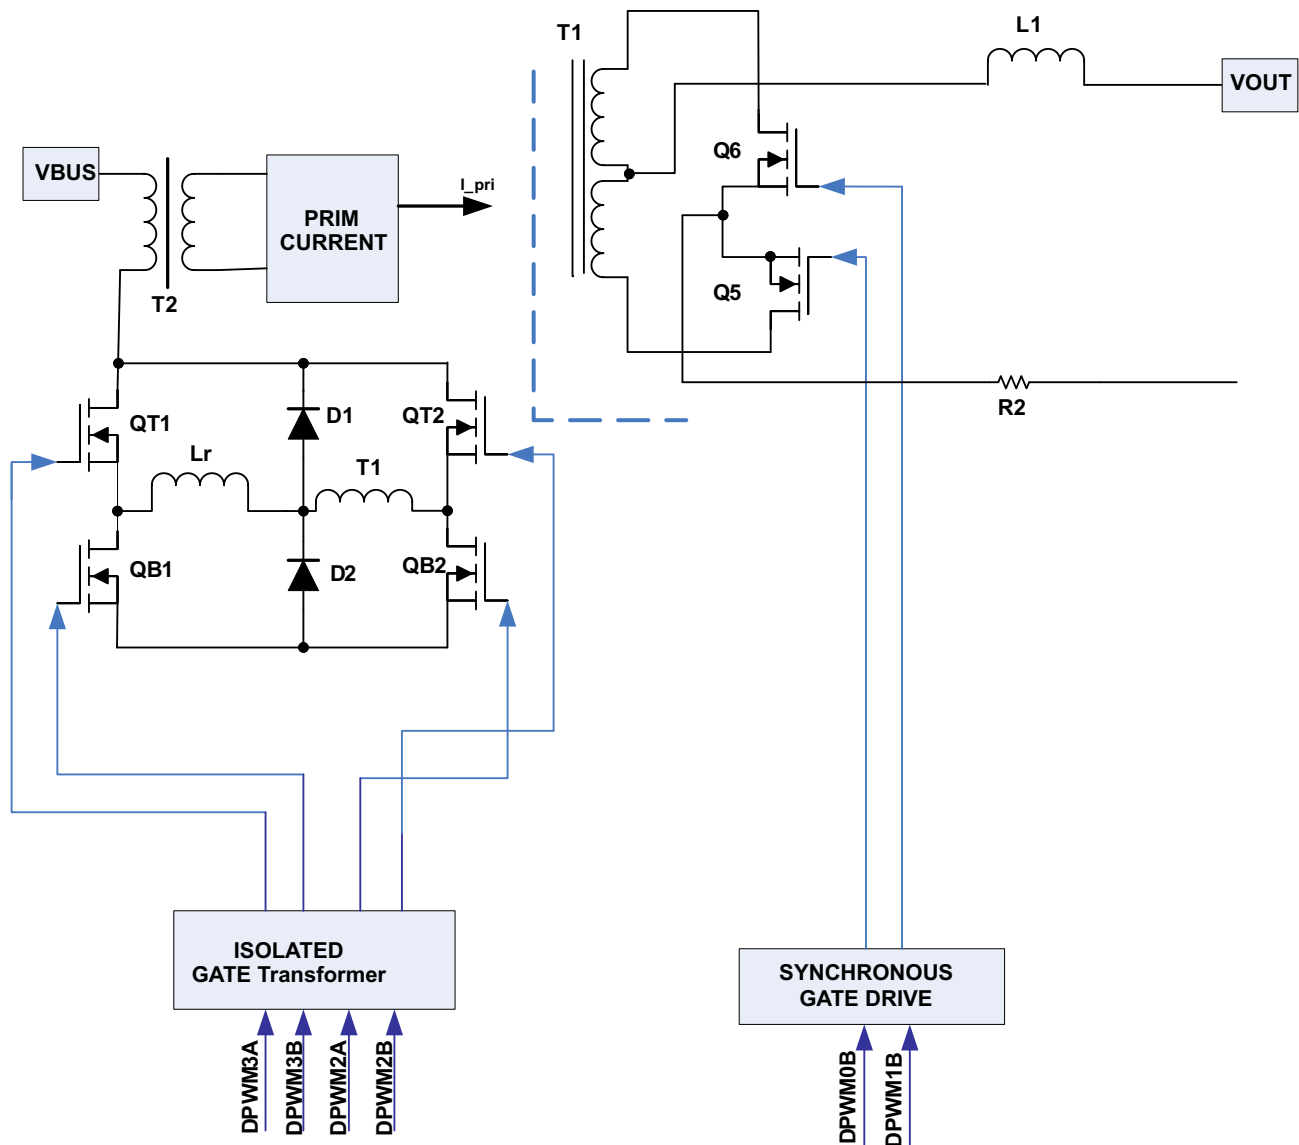 T1
L1
VOUT
Q6
VBUS
I_pri
PRIM
CURRENT
Q5
T2
R2
QT1
D1
QT2
Lr
T1
QB1
D2
QB2
ISOLATED
GATE Transformer
SYNCHRONOUS
GATE DRIVE
DPWM3A
DPWM3B
DPWM2A
DPWM2B
DPWM0B
DPWM1B